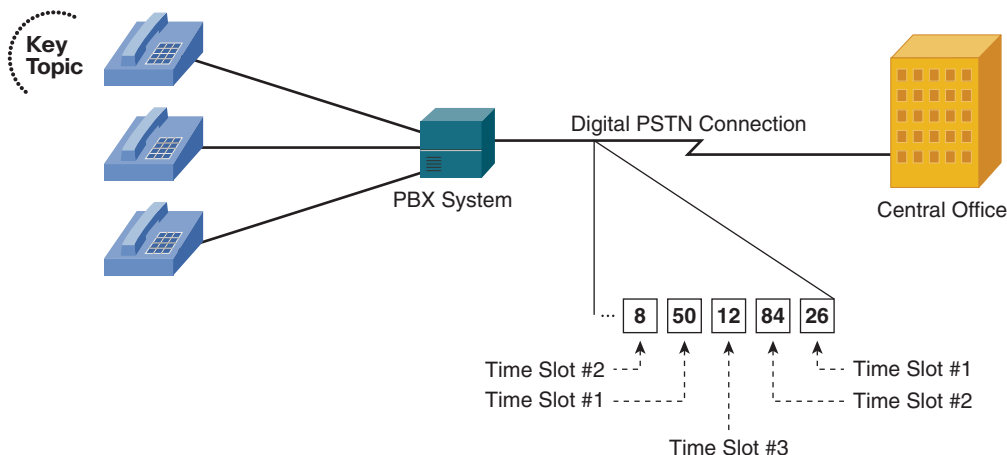 Key
Topic
Digital PSTN Connection
PBX System
Central Office
... 8 50 12 84 26
Time Slot #2
Time Slot #1
Time Slot #1
Time Slot #2
Time Slot #3